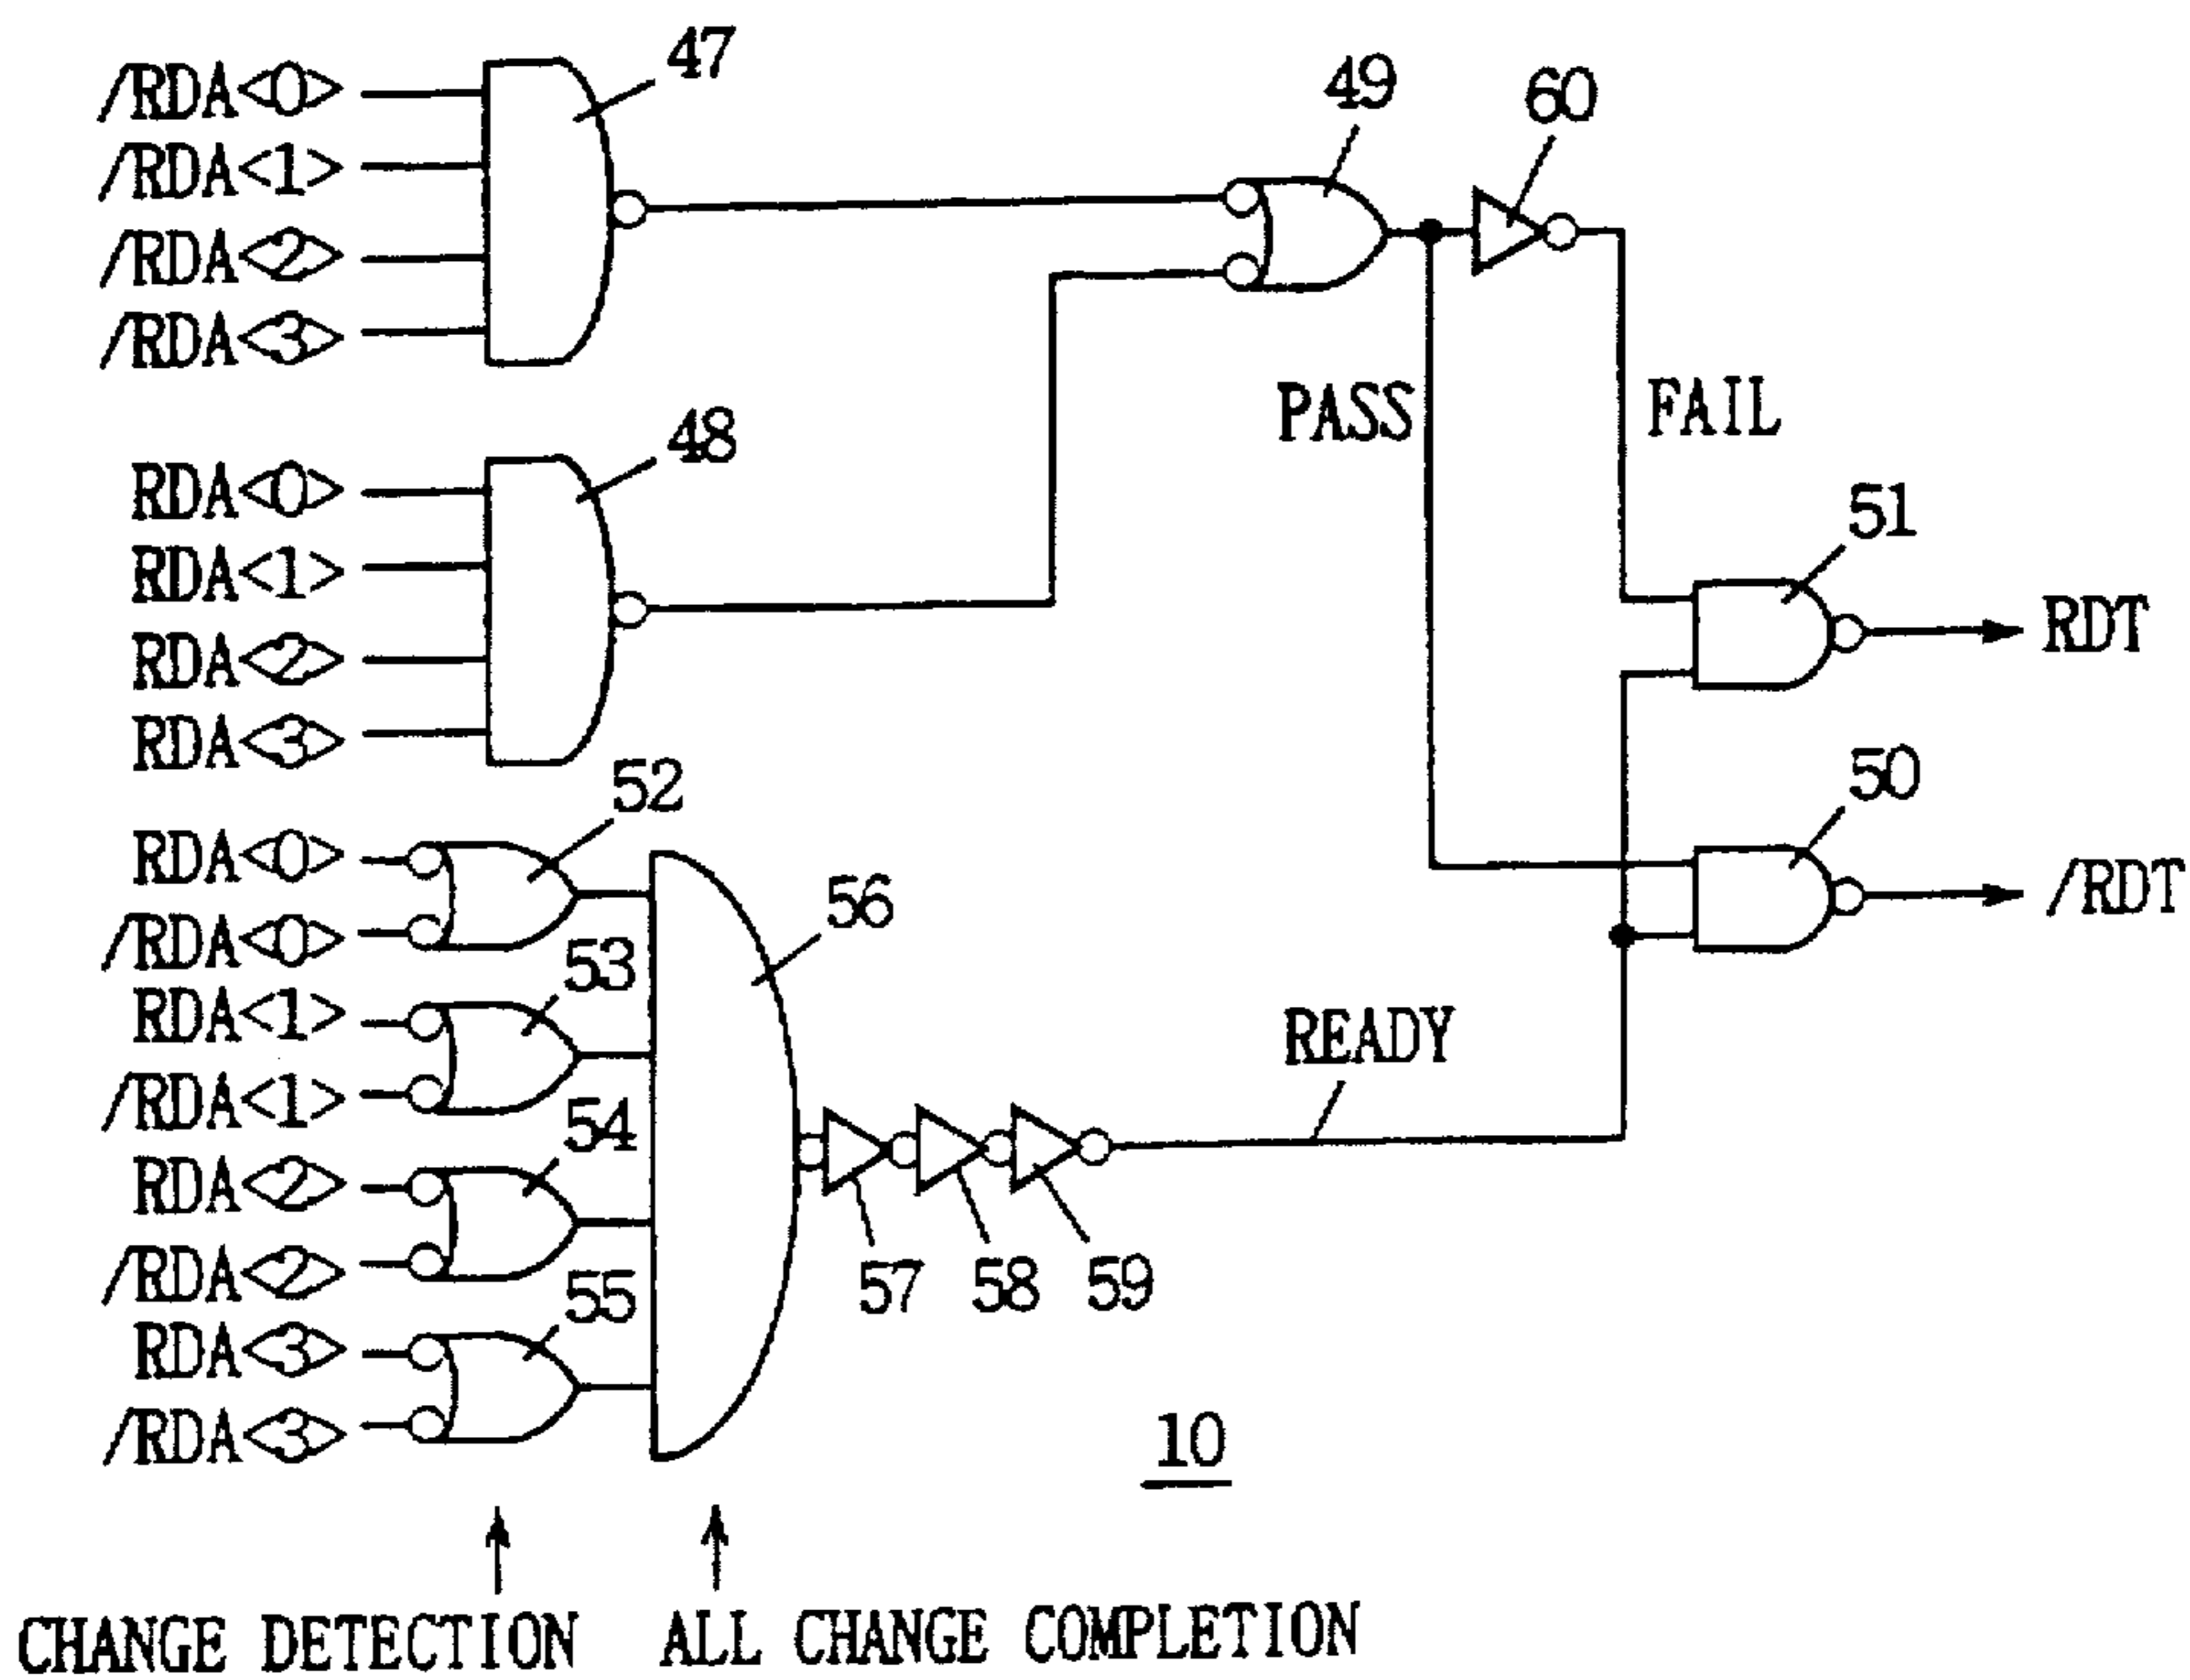 47
/RDA<0>
/RDA<1>
/RDA<2>
/RDA<3>
49
60
PASS
FAIL
48
RDA<0>
RDA<1>
RDA<2>
RDA<3>
51
RDT
50
/RDT
52
RDA<0>
/RDA<0>
53
RDA<1>
/RDA<1>
54
RDA<2>
/RDA<2>
55
RDA<3>
/RDA<3>
56
READY
57
58
59
10
CHANGE DETECTION
ALL CHANGE COMPLETION